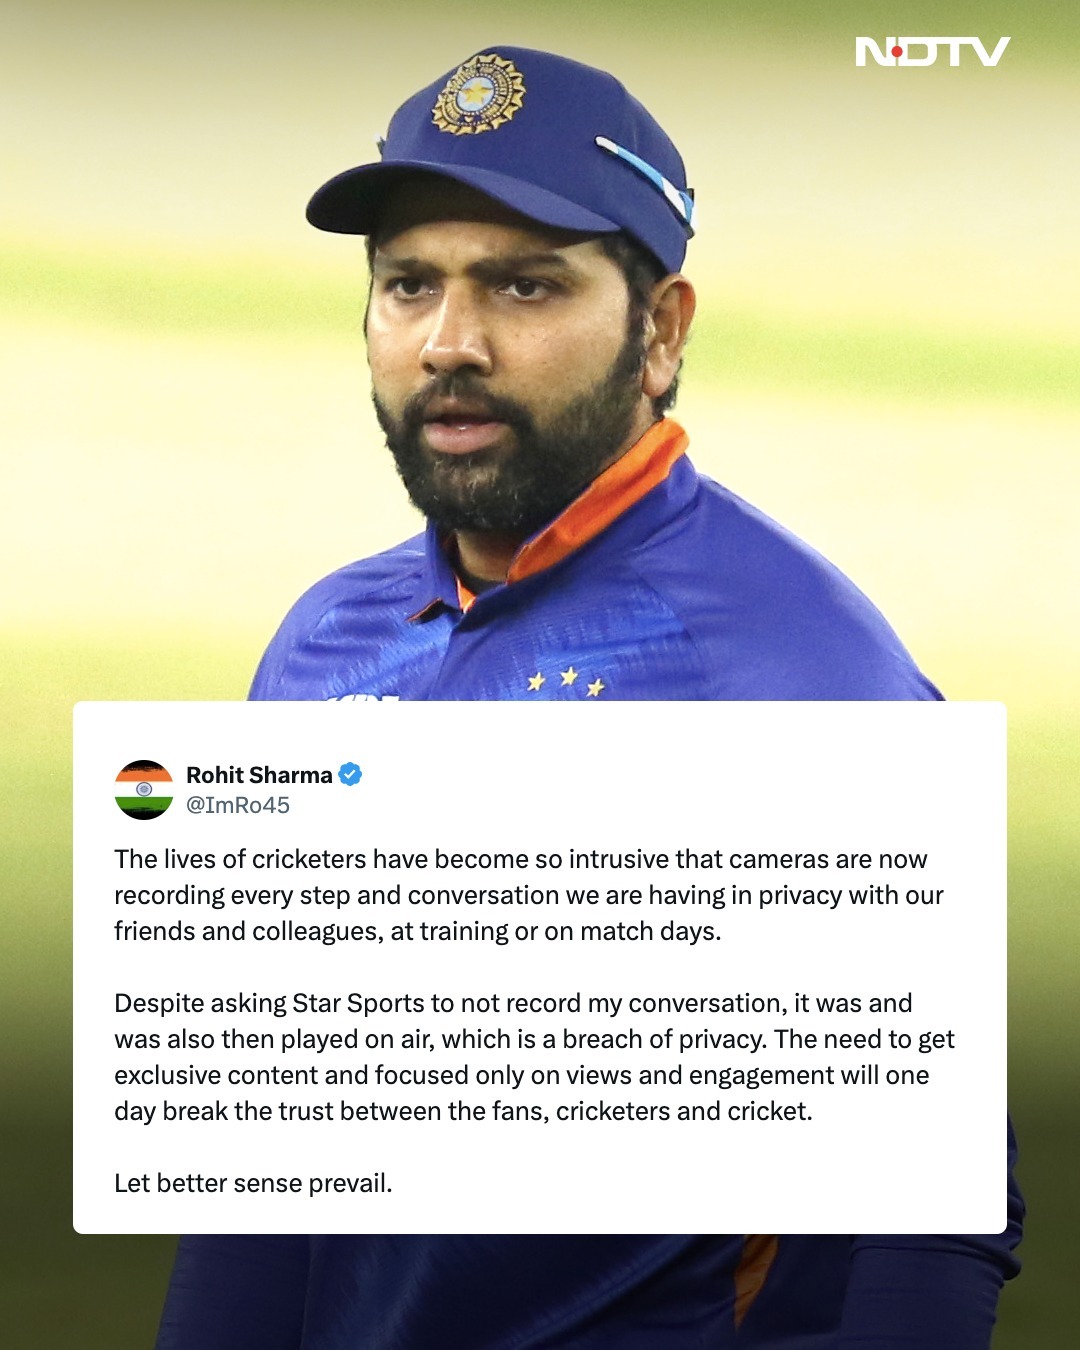 NDTV
Rohit Sharma
@ImRo45
The lives of cricketers have become so intrusive that cameras are now
recording every step and conversation we are having in privacy with our
friends and colleagues, at training or on match days.
Despite asking Star Sports to not record my conversation, it was and
was also then played on air, which is a breach of privacy. The need to get
exclusive content and focused only on views and engagement will one
day break the trust between the fans, cricketers and cricket.
Let better sense prevail.